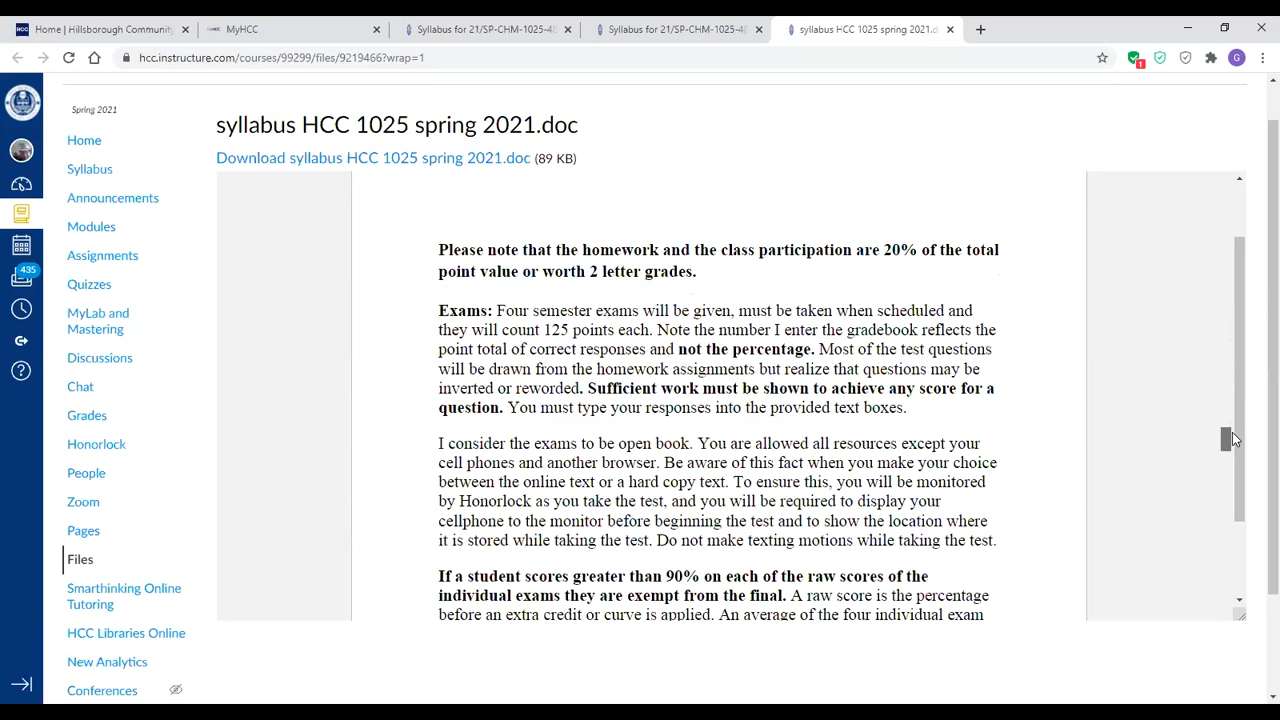 Home | Hillsborough Community
MyHCC
Syllabus for 21/SP-CHM-1025-48
Syllabus for 21/SP-CHM-1025-48
syllabus HCC 1025 spring 2021.d
hcc.instructure.com/courses/99299/files/9219466?wrap=1
1
G
Spring 2021
Home
Syllabus
Announcements
Modules
Assignments
Quizzes
MyLab and
Mastering
Discussions
Chat
Grades
Honorlock
People
Zoom
Pages
Files
Smarthinking Online
Tutoring
HCC Libraries Online
New Analytics
Conferences
435
syllabus HCC 1025 spring 2021.doc
Download syllabus HCC 1025 spring 2021.doc (89 KB)
Please note that the homework and the class participation are 20% of the total
point value or worth 2 letter grades.
Exams: Four semester exams will be given, must be taken when scheduled and
they will count 125 points each. Note the number I enter the gradebook reflects the
point total of correct responses and not the percentage. Most of the test questions
will be drawn from the homework assignments but realize that questions may be
inverted or reworded. Sufficient work must be shown to achieve any score for a
question. You must type your responses into the provided text boxes.
I consider the exams to be open book. You are allowed all resources except your
cell phones and another browser. Be aware of this fact when you make your choice
between the online text or a hard copy text. To ensure this, you will be monitored
by Honorlock as you take the test, and you will be required to display your
cellphone to the monitor before beginning the test and to show the location where
it is stored while taking the test. Do not make texting motions while taking the test.
If a student scores greater than 90% on each of the raw scores of the
individual exams they are exempt from the final. A raw score is the percentage
before an extra credit or curve is applied. An average of the four individual exam